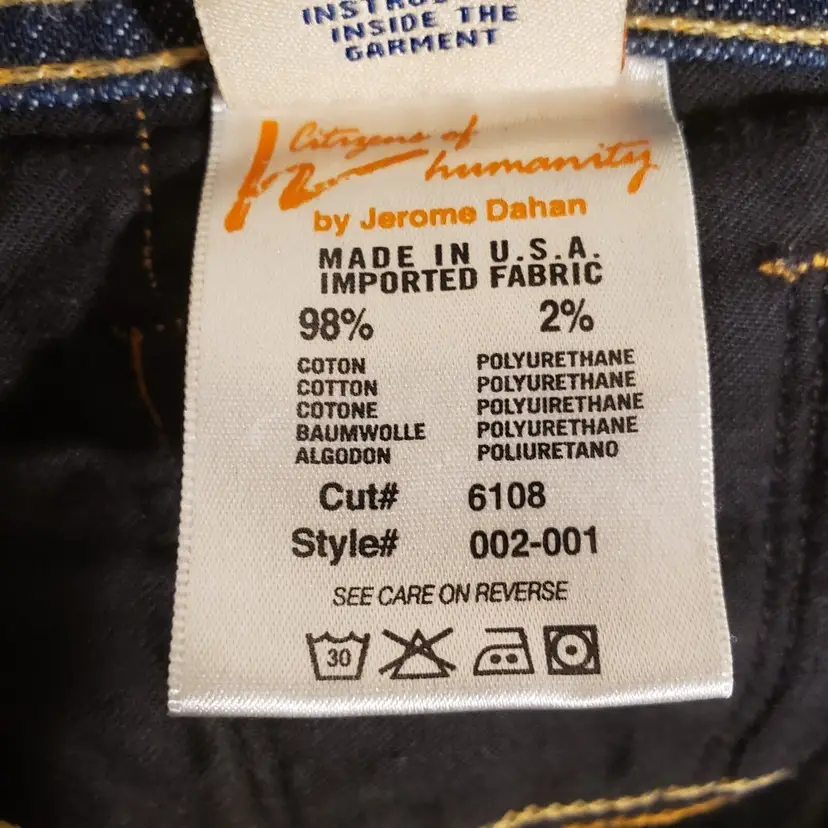 INSIDE THE
GARMENT
Citizens of
humanity
by Jerome Dahan
MADE IN U.S.A.
IMPORTED FABRIC
98% 2%
COTON POLYURETHANE
COTTON POLYURETHANE
COTONE POLYUIRETHANE
BAUMWOLLE POLYURETHANE
ALGODON POLIURETANO
Cut# 6108
Style# 002-001
SEE CARE ON REVERSE
30